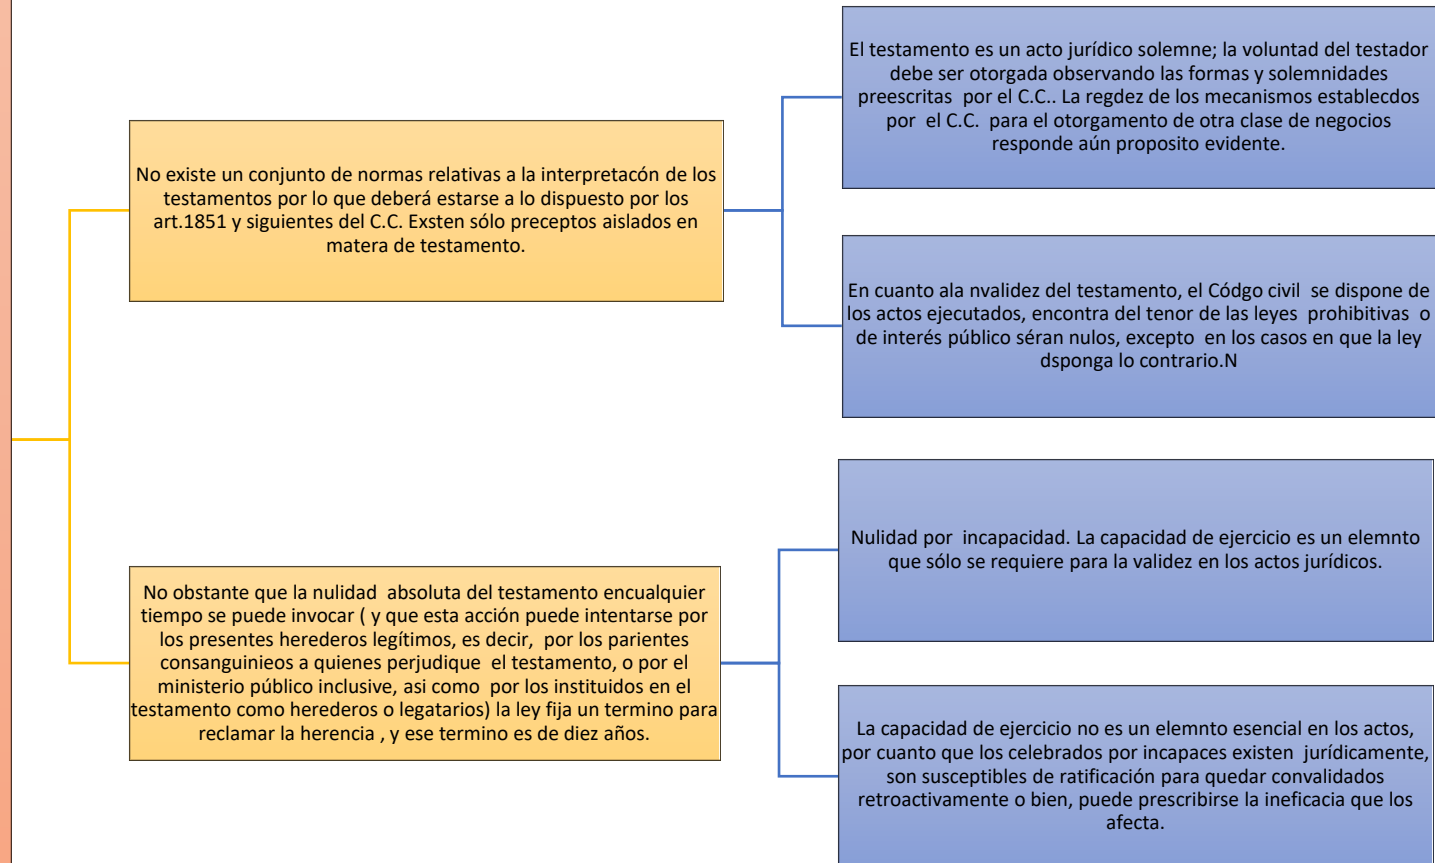 No existe un conjunto de normas relativas a la interpretacón de los
testamentos por lo que deberá estarse a lo dispuesto por los
art.1851 y siguientes del C.C. Exsten sólo preceptos aislados en
matera de testamento.
El testamento es un acto jurídico solemne; la voluntad del testador
debe ser otorgada observando las formas y solemnidades
preescritas por el C.C.. La regdez de los mecanismos establecdos
por el C.C. para el otorgamento de otra clase de negocios
responde aún proposito evidente.
En cuanto ala nvalidez del testamento, el Códgo civil se dispone de
los actos ejecutados, encontra del tenor de las leyes prohibitivas o
de interés público séran nulos, excepto en los casos en que la ley
dsponga lo contrario.N
No obstante que la nulidad absoluta del testamento encualquier
tiempo se puede invocar ( y que esta acción puede intentarse por
los presentes herederos legítimos, es decir, por los parientes
consanguinieos a quienes perjudique el testamento, o por el
ministerio público inclusive, asi como por los instituidos en el
testamento como herederos o legatarios) la ley fija un termino para
reclamar la herencia , y ese termino es de diez años.
Nulidad por incapacidad. La capacidad de ejercicio es un elemnto
que sólo se requiere para la validez en los actos jurídicos.
La capacidad de ejercicio no es un elemnto esencial en los actos,
por cuanto que los celebrados por incapaces existen jurídicamente,
son susceptibles de ratificación para quedar convalidados
retroactivamente o bien, puede prescribirse la ineficacia que los
afecta.